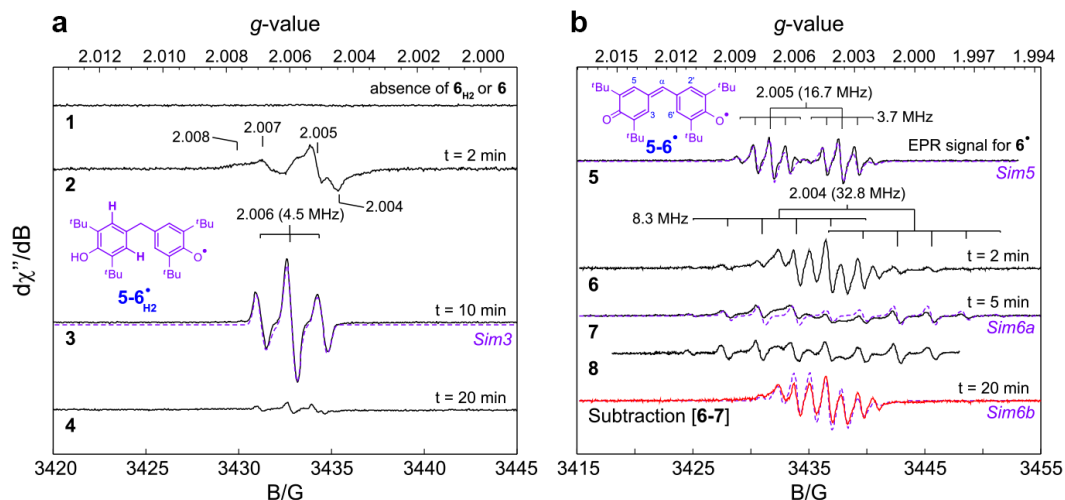 a
g-value
2.012 2.010 2.008 2.006 2.004 2.002 2.000
absence of 6H2 or 6
1
2.008
2.007
2.005
t = 2 min
2
2.004
H
tBu
tBu
2.006 (4.5 MHz)
HO
H
O•
tBu
tBu
5-6•H2
t = 10 min
3
Sim3
t = 20 min
4
3420 3425 3430 3435 3440 3445
B/G
dχ''/dB
b
g-value
2.015 2.012 2.009 2.006 2.003 2.000 1.997 1.994
5
α
2'
tBu
tBu
2.005 (16.7 MHz)
O
3
6'
O•
3.7 MHz
tBu
tBu
5-6•
EPR signal for 6•
5
Sim5
2.004 (32.8 MHz)
8.3 MHz
t = 2 min
6
t = 5 min
7
Sim6a
8
t = 20 min
Subtraction [6-7]
Sim6b
3415 3425 3435 3445 3455
B/G